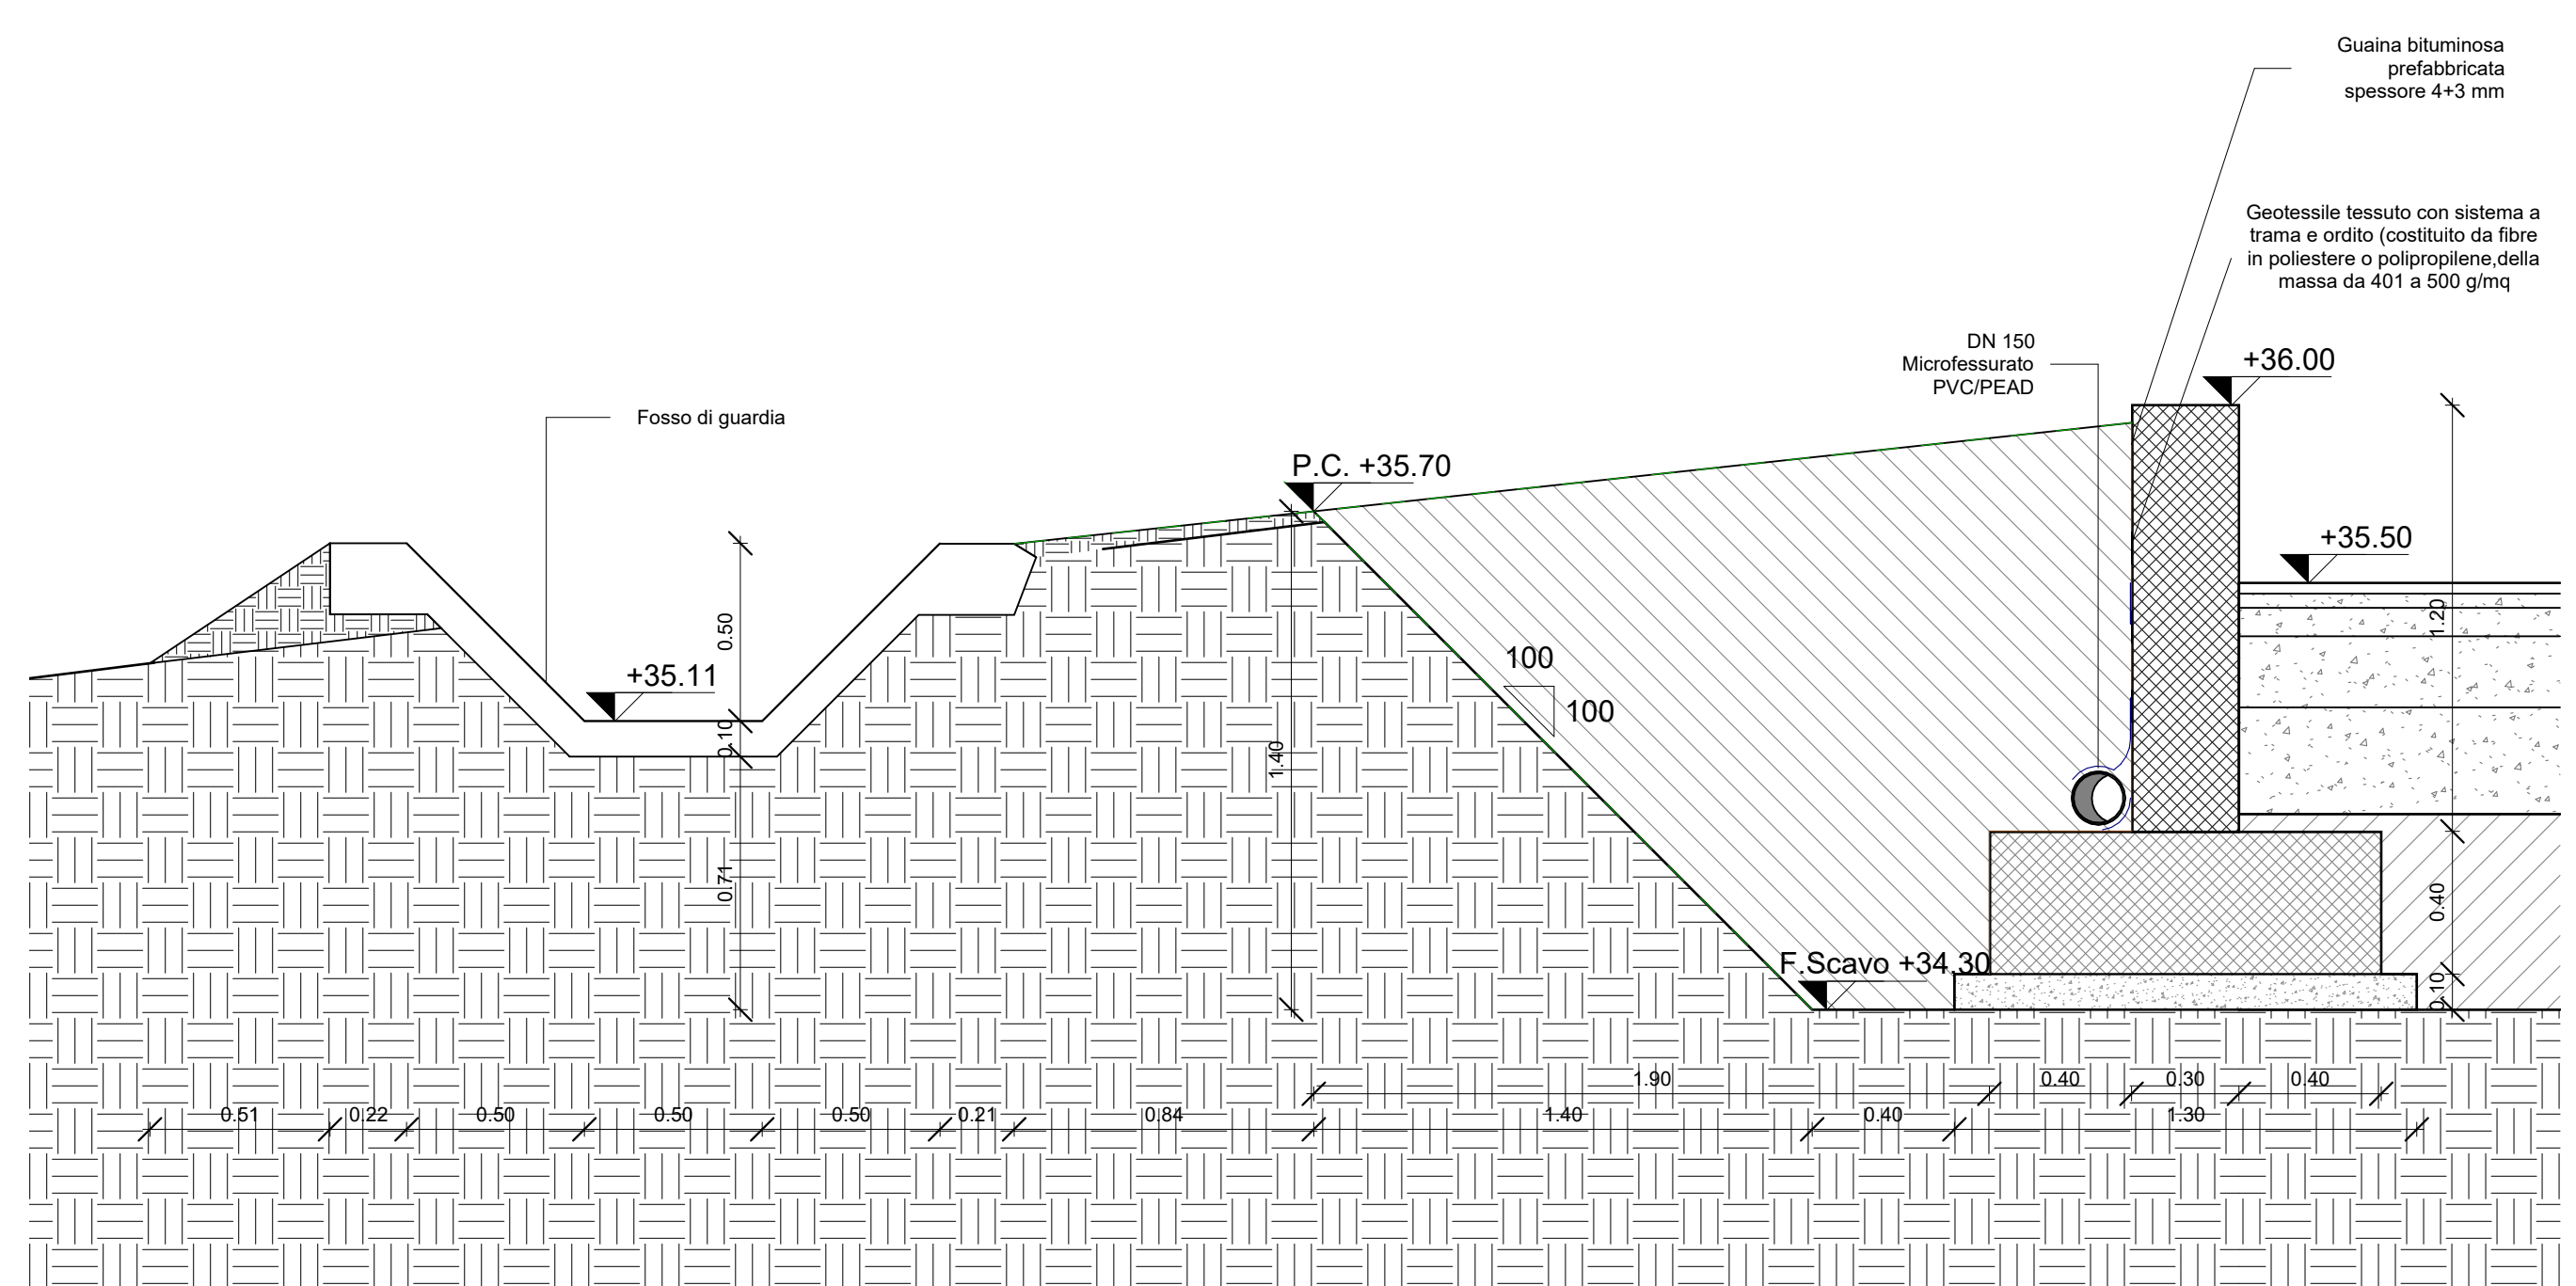 Guaina bituminosa
prefabbricata
spessore 4+3 mm
Geotessile tessuto con sistema a
trama e ordito (costituito da fibre
in poliestere o polipropilene,della
massa da 401 a 500 g/mq
DN 150
Microfessurato
PVC/PEAD
+36.00
Fosso di guardia
P.C. +35.70
+35.50
0.50
1.20
+35.11
100
100
0.10
1.40
0.71
0.40
F.Scavo +34.30
0.10
1.90
0.40
0.30
0.40
0.51
0.22
0.50
0.50
0.50
0.21
0.84
1.40
0.40
1.30